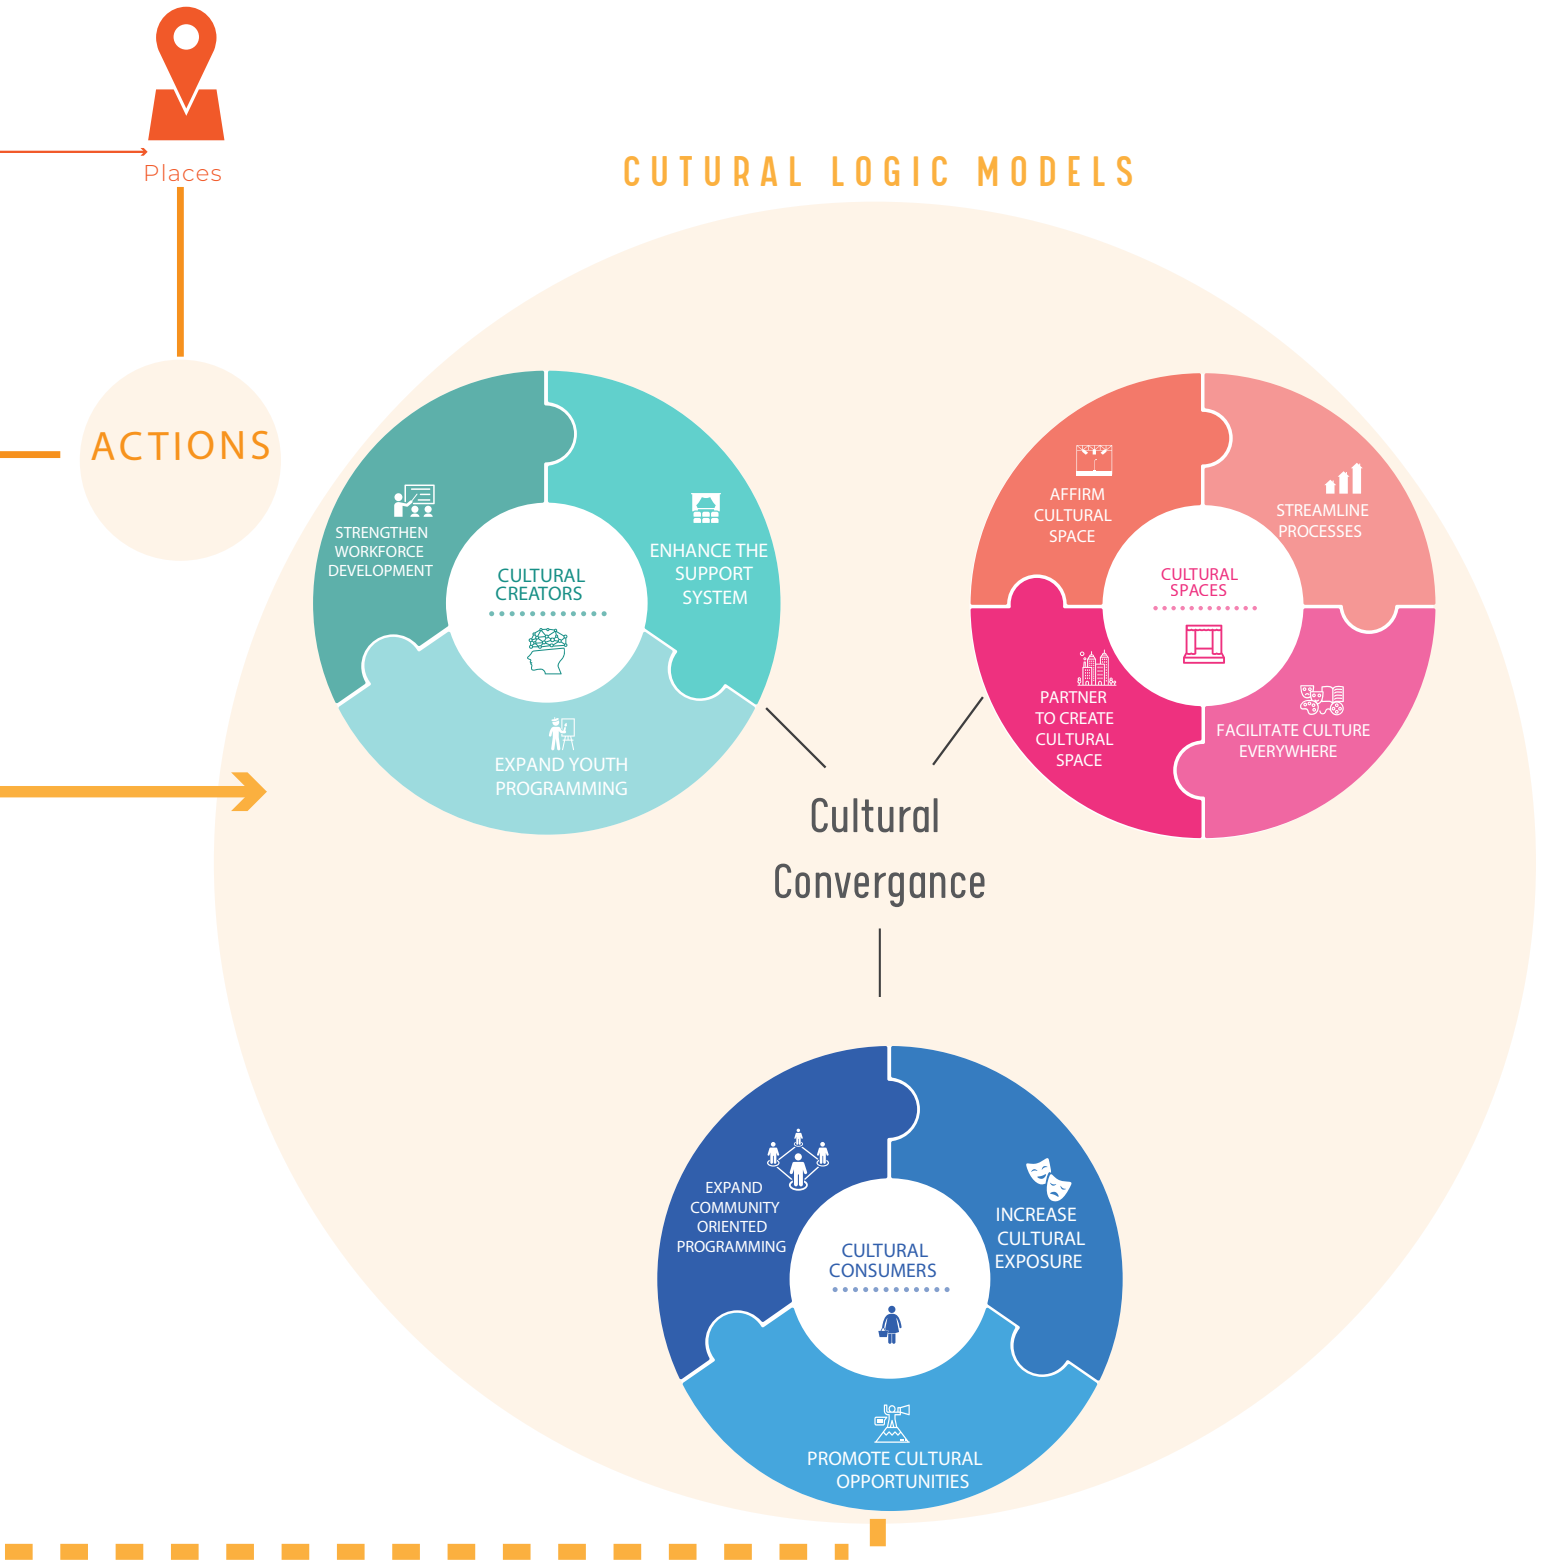 Places
CUTURAL LOGIC MODELS
ACTIONS
STRENGTHEN
WORKFORCE
DEVELOPMENT
ENHANCE THE
SUPPORT
SYSTEM
CULTURAL
CREATORS
EXPAND YOUTH
PROGRAMMING
AFFIRM
CULTURAL
SPACE
STREAMLINE
PROCESSES
CULTURAL
SPACES
PARTNER
TO CREATE
CULTURAL
SPACE
FACILITATE CULTURE
EVERYWHERE
Cultural
Convergance
EXPAND
COMMUNITY
ORIENTED
PROGRAMMING
INCREASE
CULTURAL
EXPOSURE
CULTURAL
CONSUMERS
PROMOTE CULTURAL
OPPORTUNITIES